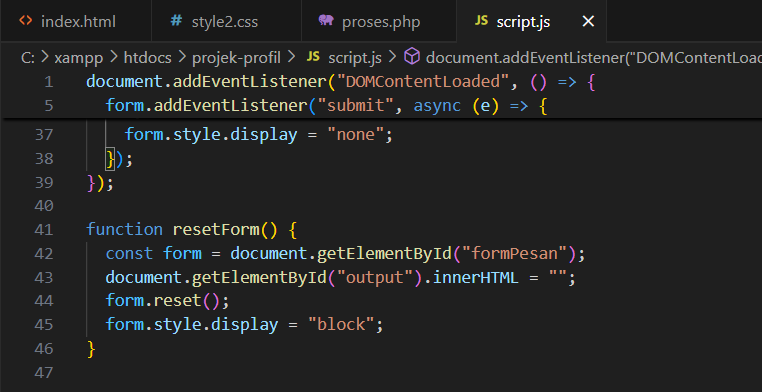 index.html # style2.css proses.php JS script.js ×
C: > xampp > htdocs > projek-profil > JS script.js > document.addEventListener("DOMContentLoa
1 document.addEventListener("DOMContentLoaded", () => {
5 form.addEventListener("submit", async (e) => {
37 form.style.display = "none";
38 });
39 });
40
41 function resetForm() {
42 const form = document.getElementById("formPesan");
43 document.getElementById("output").innerHTML = "";
44 form.reset();
45 form.style.display = "block";
46 }
47